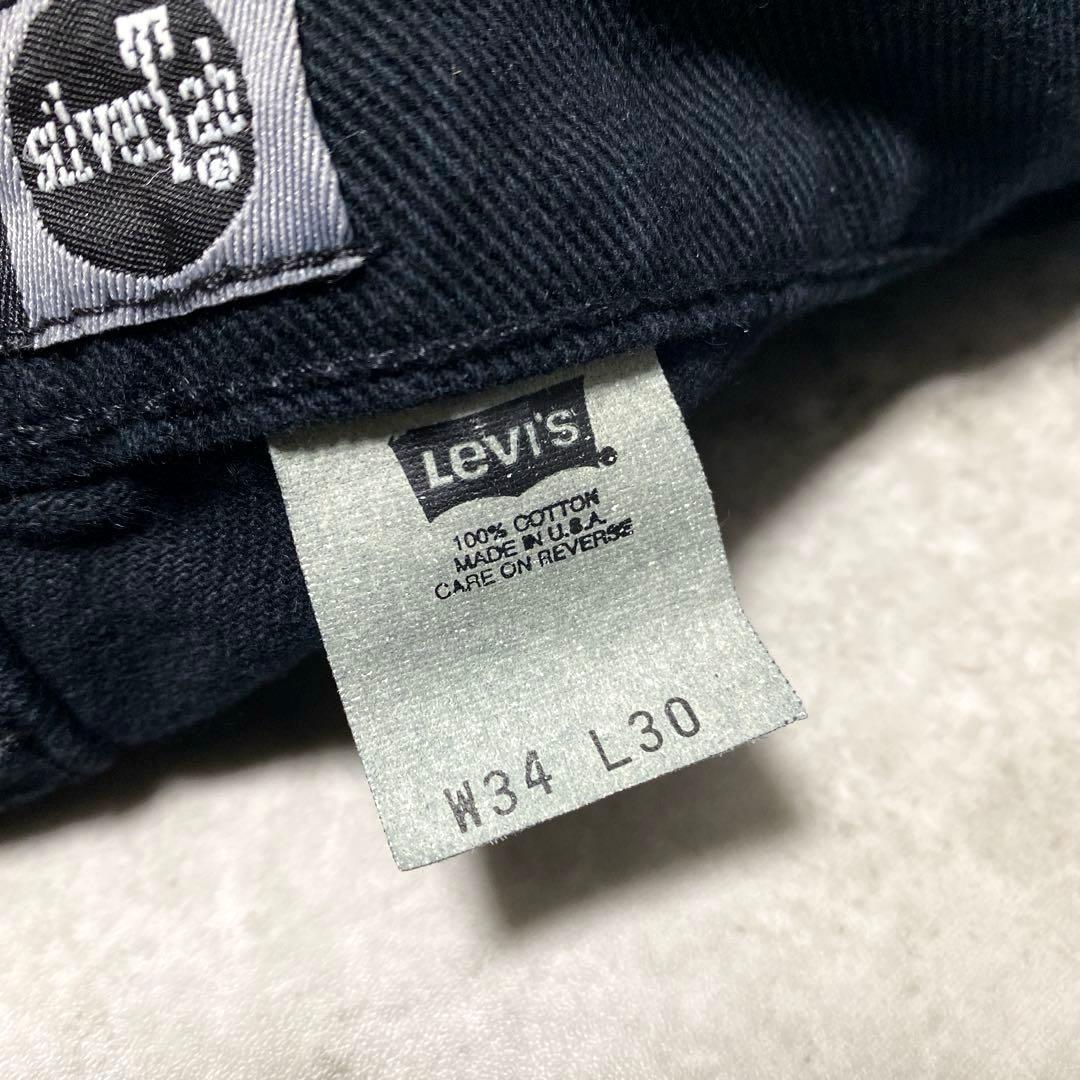 silverTab®
Levi's®
100% COTTON
MADE IN U.S.A.
CARE ON REVERSE
W34 L30